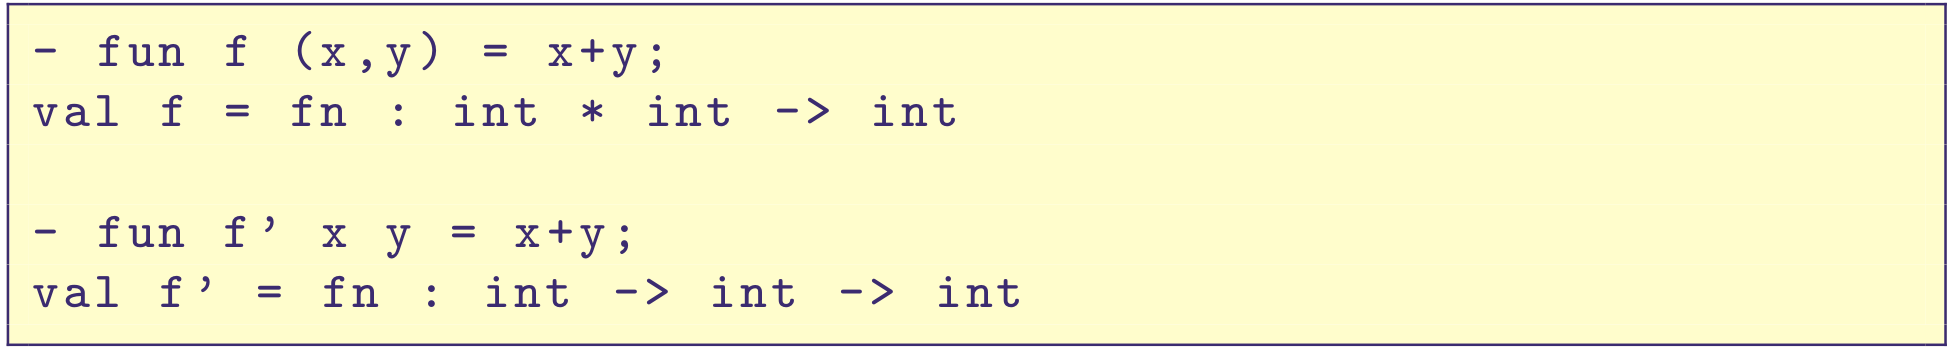 - fun f (x,y) = x+y;
val f = fn : int * int -> int
- fun f’ x y = x+y;
val f’ = fn : int -> int -> int